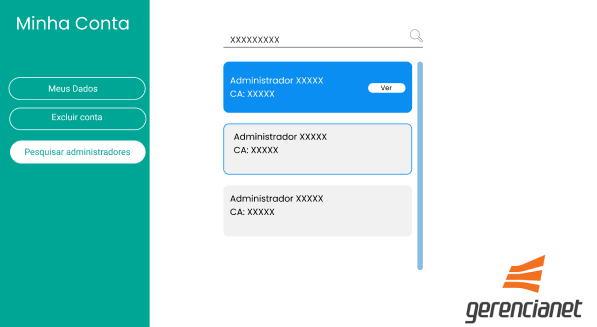 Minha Conta
Meus Dados
Excluir conta
Pesquisar administradores
XXXXXXXXX
Administrador XXXXX
CA: XXXXX
Ver
Administrador XXXXX
CA: XXXXX
Administrador XXXXX
CA: XXXXX
gerencianet